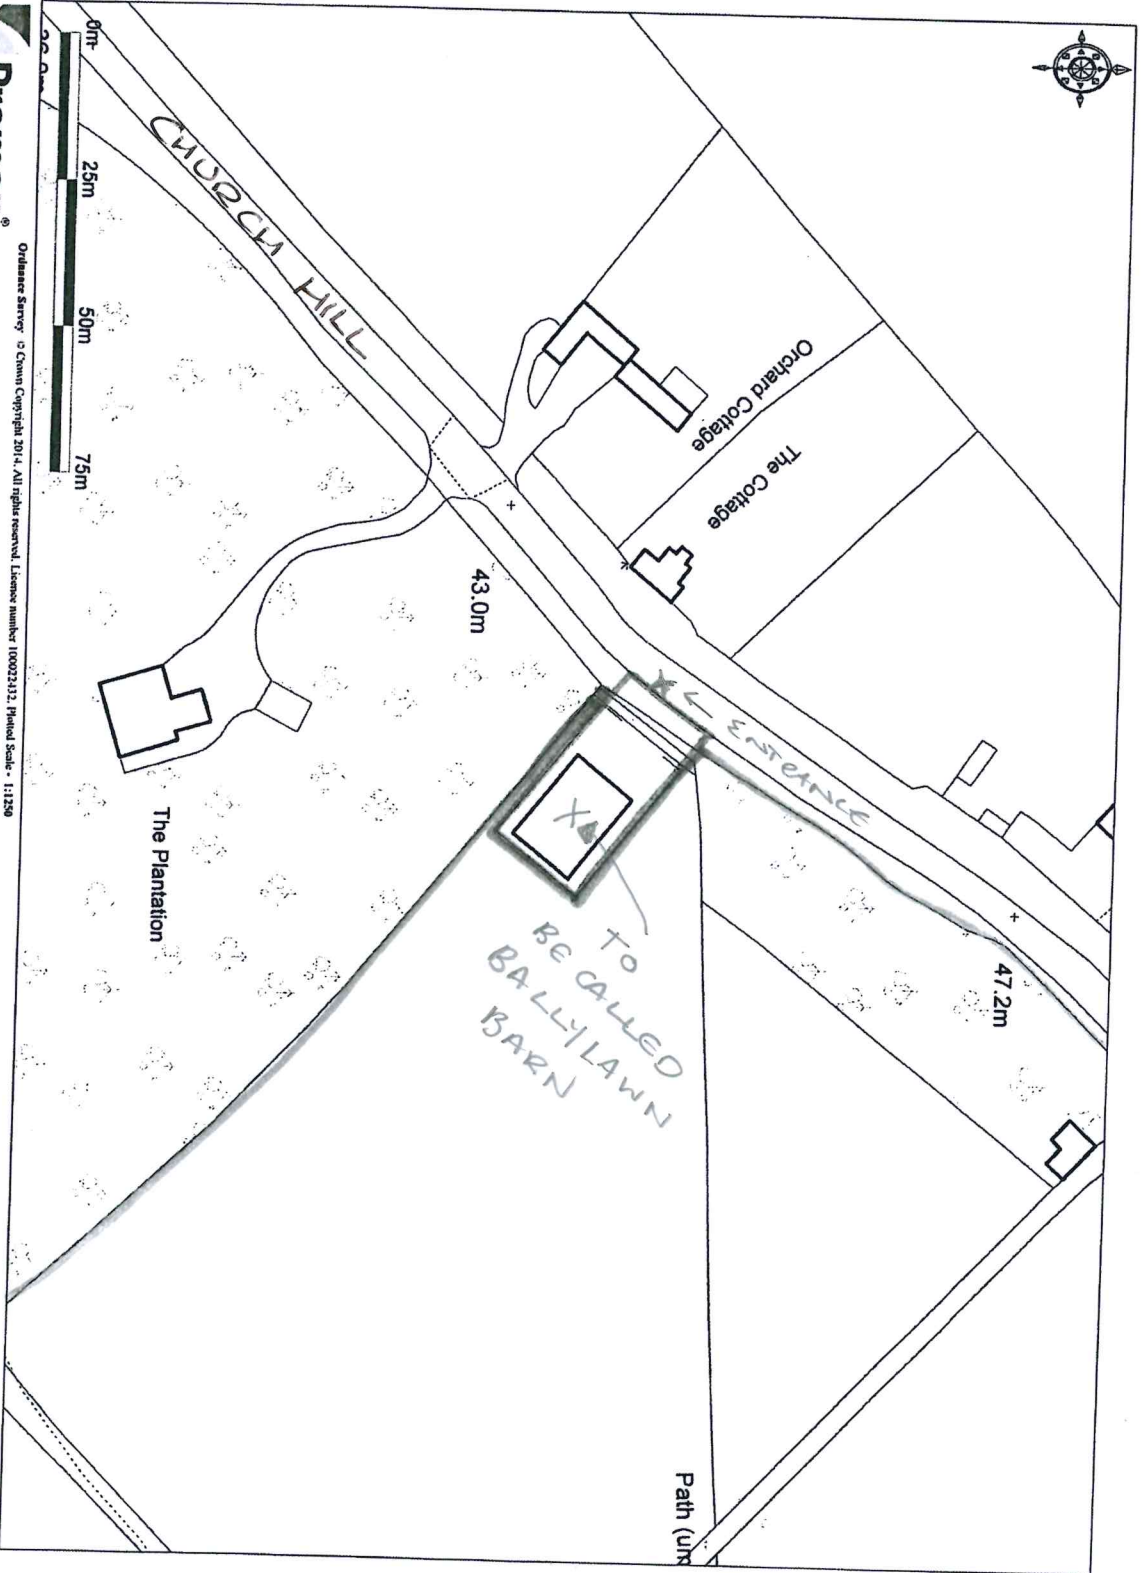 CHURCH HILL
Orchard Cottage
The Cottage
43.0m
← ENTRANCE
47.2m
X
TO
BE CALLED
BALLYLAWN
BARN
The Plantation
0m
25m
50m
75m
Ordnance Survey © Crown Copyright 2014. All rights reserved. Licence number 100022432. Plotted Scale - 1:1250
Path (um